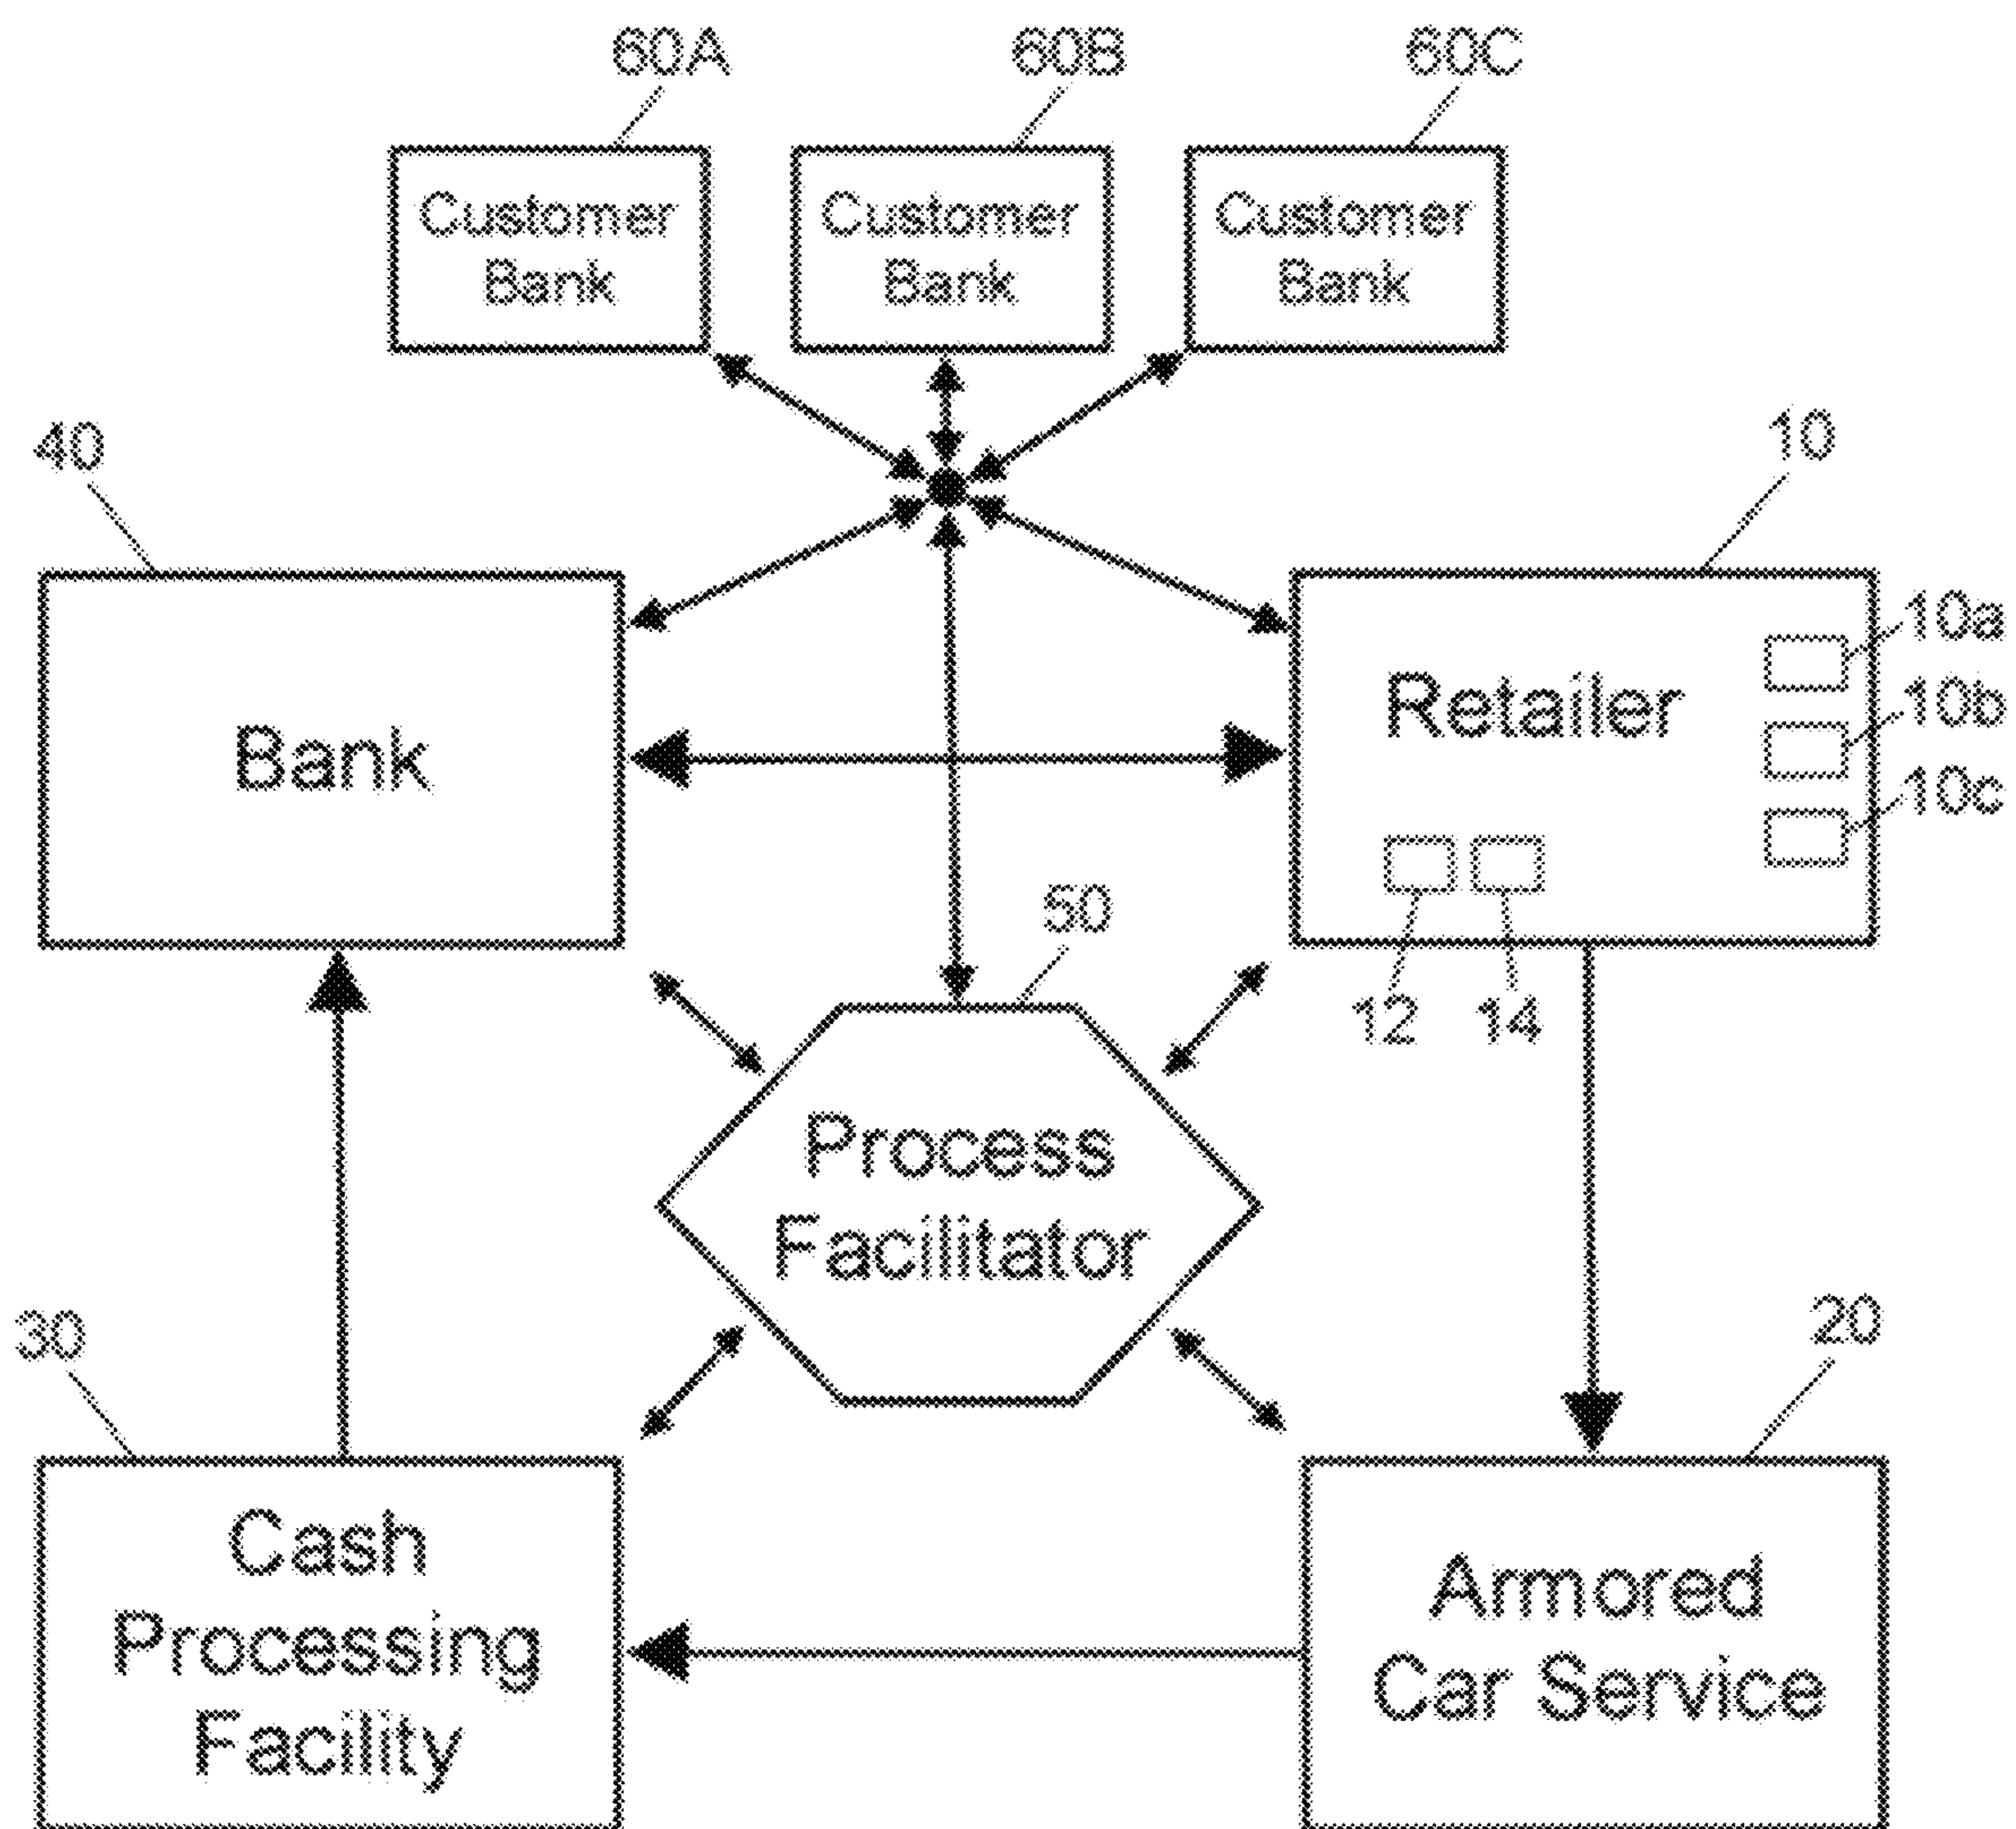 60A
60B
60C
Customer
Bank
Customer
Bank
Customer
Bank
40
10
Bank
Retailer
10a
10b
10c
12
14
50
Process
Facilitator
30
20
Cash
Processing
Facility
Armored
Car Service